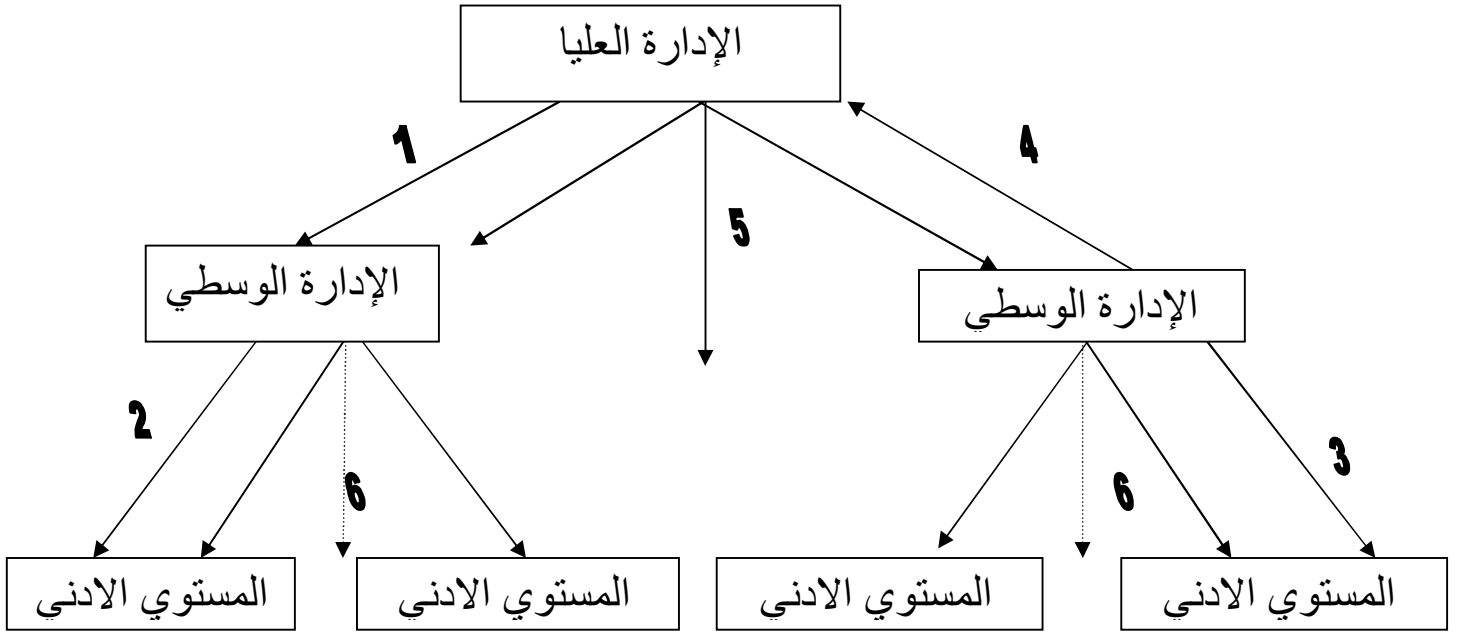 الإدارة العليا
1
4
5
الإدارة الوسطي
الإدارة الوسطي
2
3
6
6
المستوي الادني
المستوي الادني
المستوي الادني
المستوي الادني